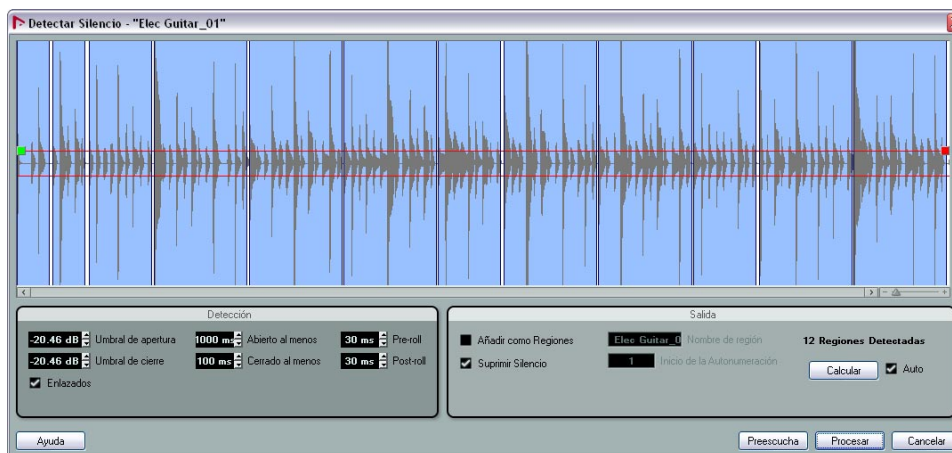 Detectar Silencio - "Elec Guitar_01"
Detección
-20.46 dB Umbral de apertura 1000 ms Abierto al menos 30 ms Pre-roll
-20.46 dB Umbral de cierre 100 ms Cerrado al menos 30 ms Post-roll
Enlazados
Salida
Añadir como Regiones Elec Guitar_0 Nombre de región 12 Regiones Detectadas
Suprimir Silencio 1 Inicio de la Autonumeración Calcular Auto
Ayuda Preescucha Procesar Cancelar